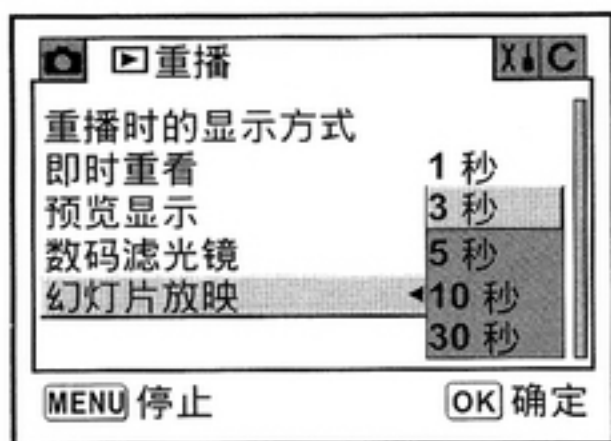 重播 C
重播时的显示方式
即时重看 1 秒
预览显示 3 秒
数码滤光镜 5 秒
幻灯片放映 10 秒
30 秒
MENU 停止 OK 确定